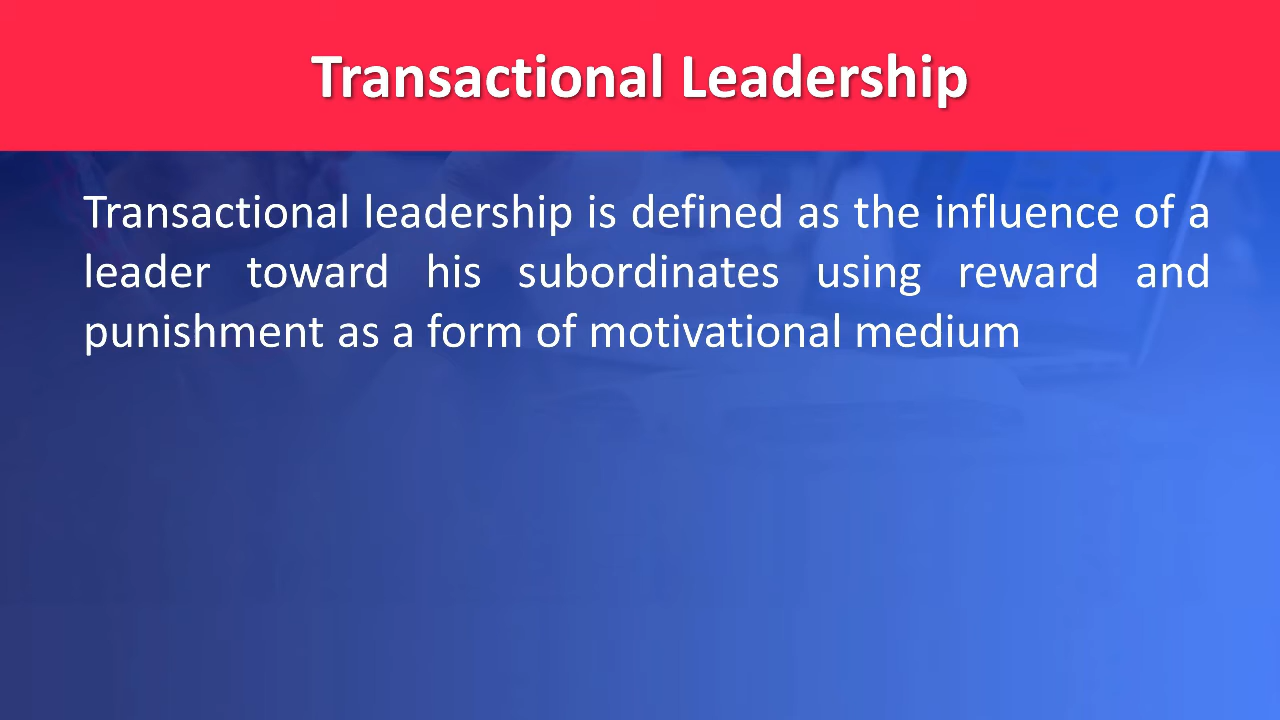 Transactional Leadership
Transactional leadership is defined as the influence of a
leader toward his subordinates using reward and
punishment as a form of motivational medium